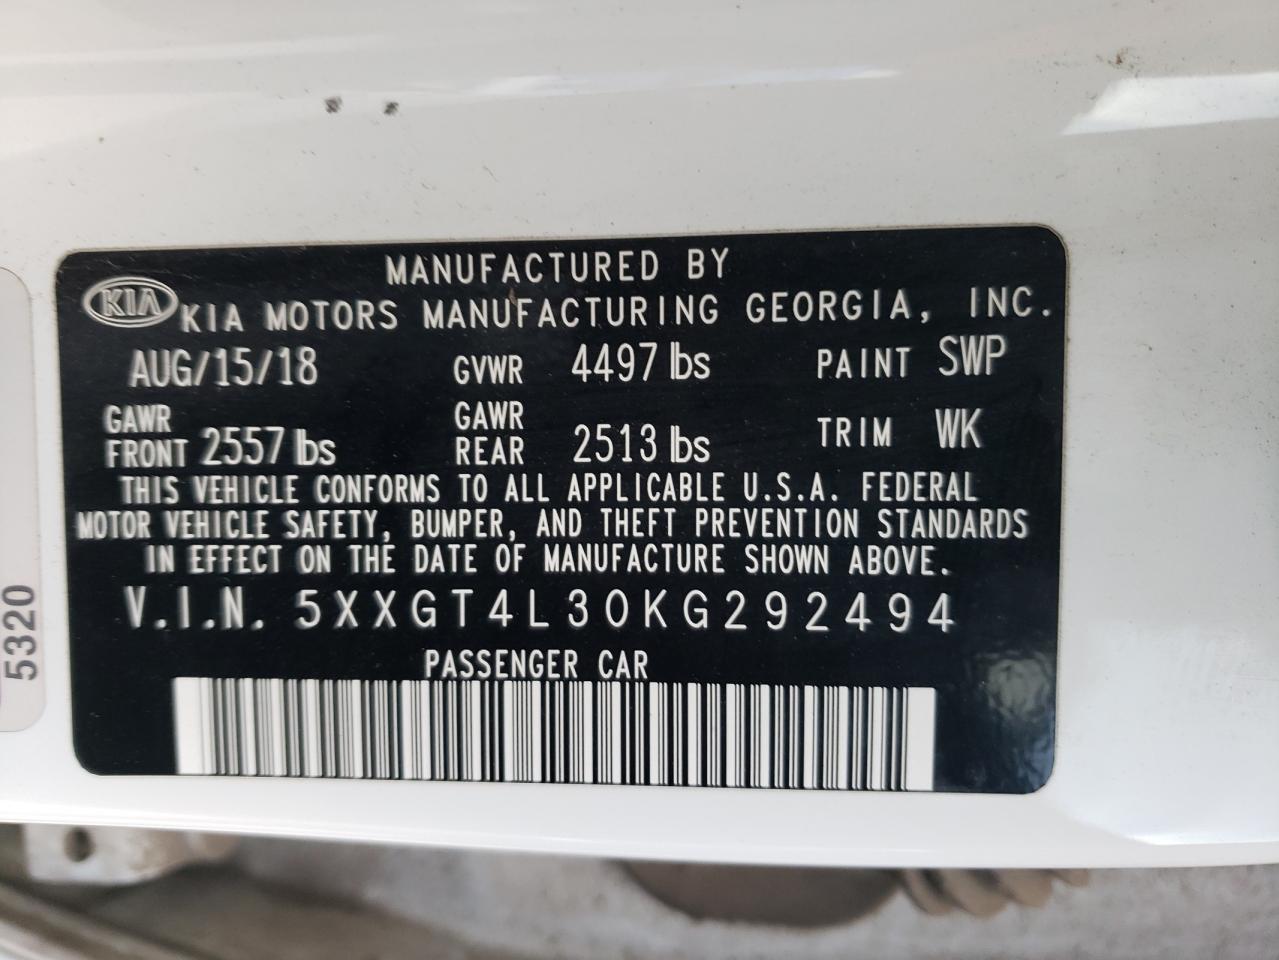 MANUFACTURED BY
KIA KIA MOTORS MANUFACTURING GEORGIA, INC.
AUG/15/18 GVWR 4497 lbs PAINT SWP
GAWR FRONT 2557 lbs GAWR REAR 2513 lbs TRIM WK
THIS VEHICLE CONFORMS TO ALL APPLICABLE U.S.A. FEDERAL
MOTOR VEHICLE SAFETY, BUMPER, AND THEFT PREVENTION STANDARDS
IN EFFECT ON THE DATE OF MANUFACTURE SHOWN ABOVE.
V.I.N. 5XXGT4L30KG292494
PASSENGER CAR
5320